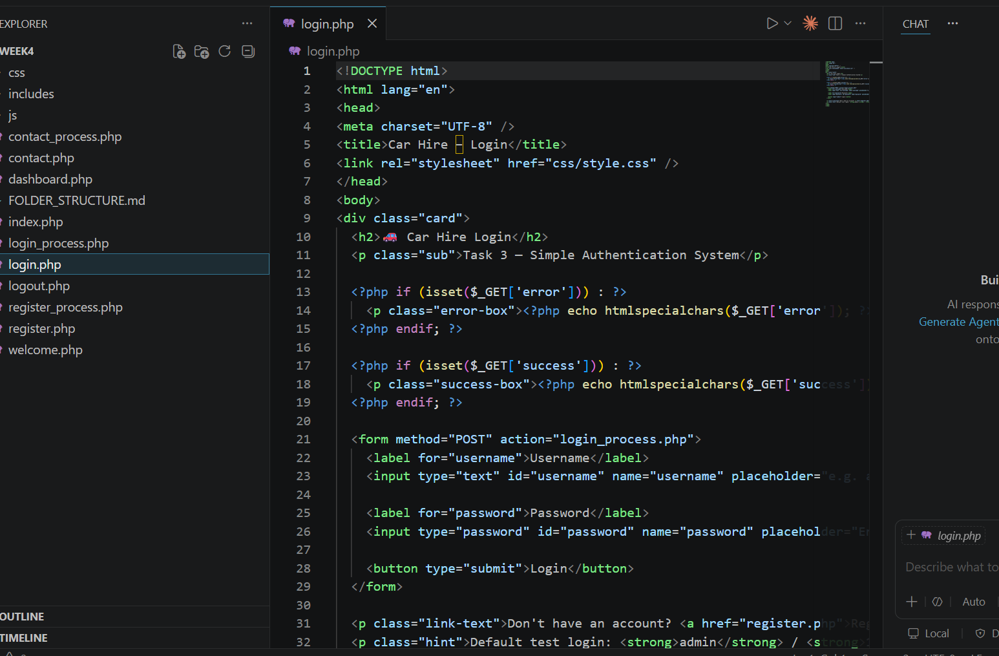 EXPLORER
WEEK4
css
includes
js
contact_process.php
contact.php
dashboard.php
FOLDER_STRUCTURE.md
index.php
login_process.php
login.php
logout.php
register_process.php
register.php
welcome.php
OUTLINE
TIMELINE
login.php
login.php
1 <!DOCTYPE html>
2 <html lang="en">
3 <head>
4 <meta charset="UTF-8" />
5 <title>Car Hire – Login</title>
6 <link rel="stylesheet" href="css/style.css" />
7 </head>
8 <body>
9 <div class="card">
10 <h2>🚗 Car Hire Login</h2>
11 <p class="sub">Task 3 — Simple Authentication System</p>
12
13 <?php if (isset($_GET['error'])) : ?>
14 <p class="error-box"><?php echo htmlspecialchars($_GET['error']); ?>
15 <?php endif; ?>
16
17 <?php if (isset($_GET['success'])) : ?>
18 <p class="success-box"><?php echo htmlspecialchars($_GET['success'])
19 <?php endif; ?>
20
21 <form method="POST" action="login_process.php">
22 <label for="username">Username</label>
23 <input type="text" id="username" name="username" placeholder="e.g. a
24
25 <label for="password">Password</label>
26 <input type="password" id="password" name="password" placeholder="En
27
28 <button type="submit">Login</button>
29 </form>
30
31 <p class="link-text">Don't have an account? <a href="register.php">Reg
32 <p class="hint">Default test login: <strong>admin</strong> / <strong>
CHAT
Bui
AI respons
Generate Agent
onto
login.php
Describe what to
Auto
Local
D